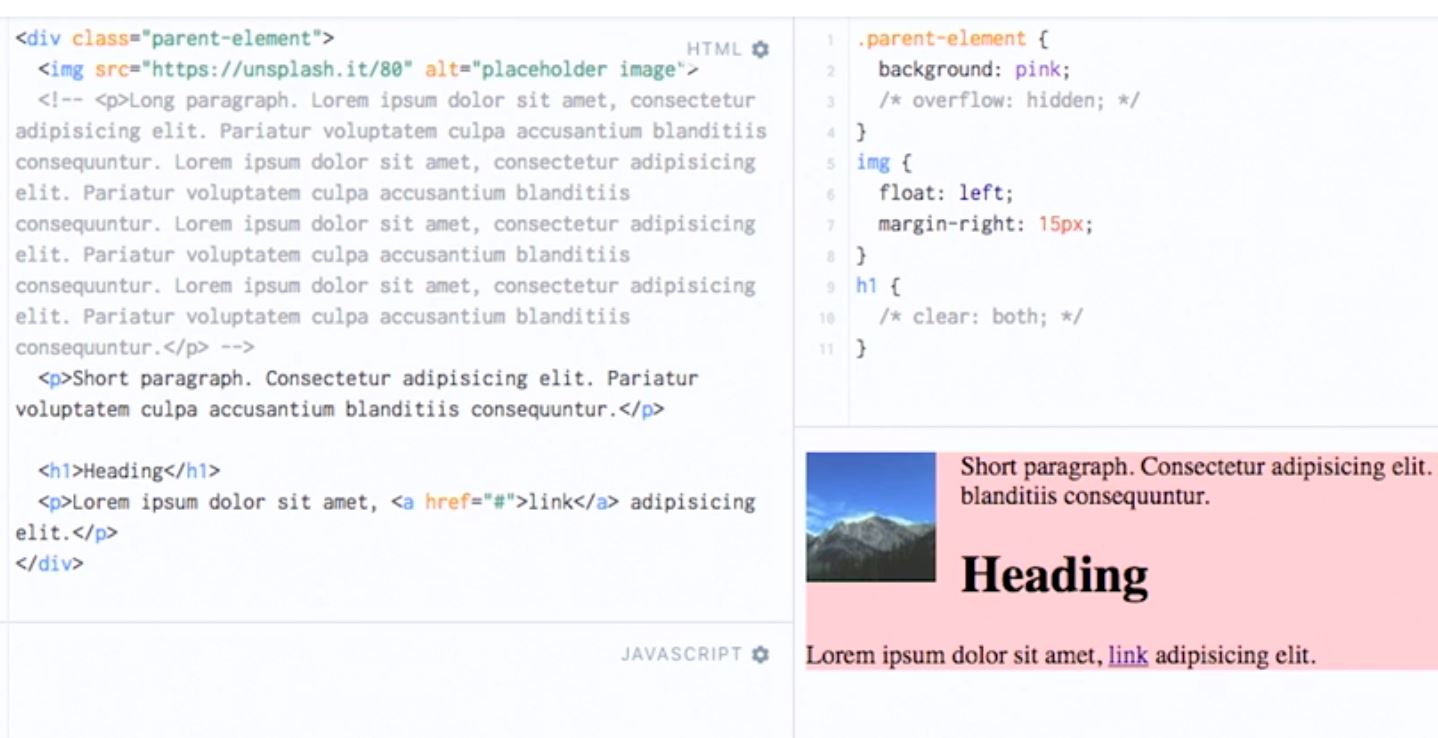 <div class="parent-element">
HTML
<img src="https://unsplash.it/80" alt="placeholder image">
<!-- <p>Long paragraph. Lorem ipsum dolor sit amet, consectetur
adipisicing elit. Pariatur voluptatem culpa accusantium blanditiis
consequuntur. Lorem ipsum dolor sit amet, consectetur adipisicing
elit. Pariatur voluptatem culpa accusantium blanditiis
consequuntur. Lorem ipsum dolor sit amet, consectetur adipisicing
elit. Pariatur voluptatem culpa accusantium blanditiis
consequuntur. Lorem ipsum dolor sit amet, consectetur adipisicing
elit. Pariatur voluptatem culpa accusantium blanditiis
consequuntur.</p> -->
<p>Short paragraph. Consectetur adipisicing elit. Pariatur
voluptatem culpa accusantium blanditiis consequuntur.</p>
<h1>Heading</h1>
<p>Lorem ipsum dolor sit amet, <a href="#">link</a> adipisicing
elit.</p>
</div>
JAVASCRIPT
1 .parent-element {
2 background: pink;
3 /* overflow: hidden; */
4 }
5 img {
6 float: left;
7 margin-right: 15px;
8 }
9 h1 {
10 /* clear: both; */
11 }
Short paragraph. Consectetur adipisicing elit.
blanditiis consequuntur.
Heading
Lorem ipsum dolor sit amet, link adipisicing elit.